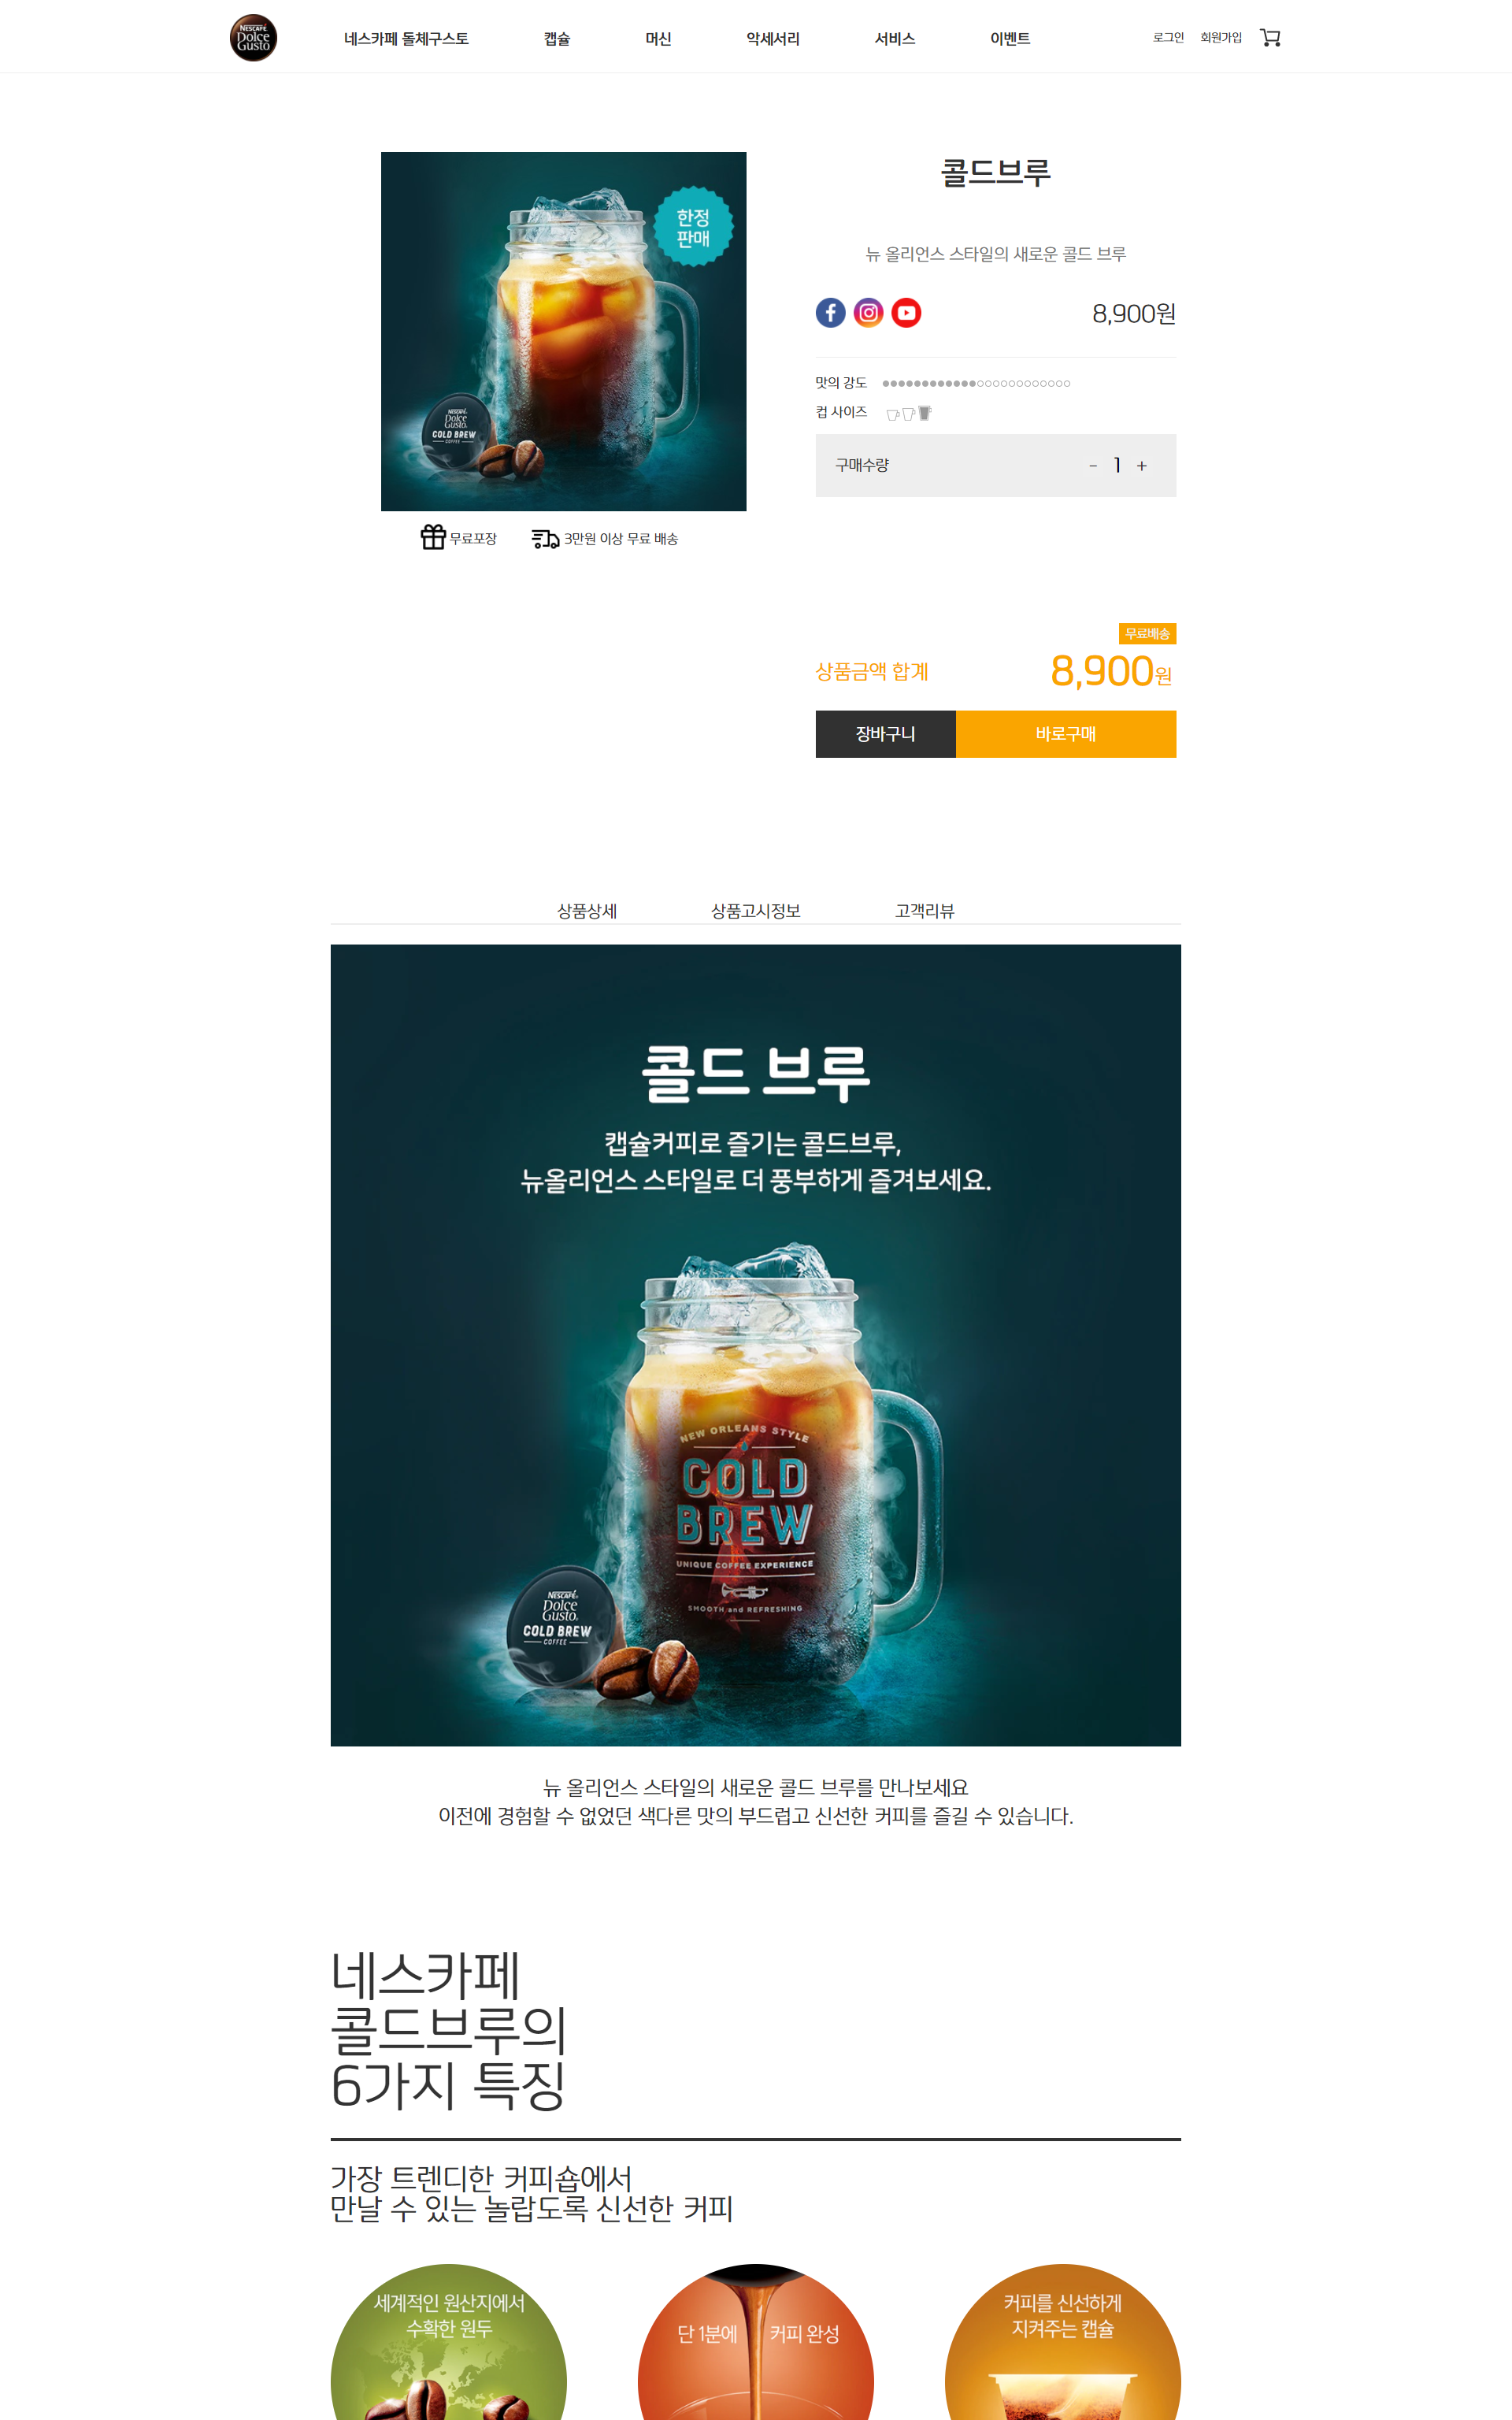 NESCAFÉ
Dolce
Gusto
네스카페 돌체구스토
캡슐
머신
악세서리
서비스
이벤트
로그인
회원가입
한정
판매
NESCAFÉ
Dolce
Gusto
COLD BREW
COFFEE
무료포장
3만원 이상 무료 배송
콜드브루
뉴 올리언스 스타일의 새로운 콜드 브루
8,900원
맛의 강도
컵 사이즈
구매수량
- 1 +
무료배송
상품금액 합계
8,900원
장바구니
바로구매
상품상세
상품고시정보
고객리뷰
콜드 브루
캡슐커피로 즐기는 콜드브루,
뉴올리언스 스타일로 더 풍부하게 즐겨보세요.
NEW ORLEANS STYLE
COLD
BREW
UNIQUE COFFEE EXPERIENCE
SMOOTH and REFRESHING
NESCAFÉ
Dolce
Gusto
COLD BREW
COFFEE
뉴 올리언스 스타일의 새로운 콜드 브루를 만나보세요
이전에 경험할 수 없었던 색다른 맛의 부드럽고 신선한 커피를 즐길 수 있습니다.
네스카페
콜드브루의
6가지 특징
가장 트렌디한 커피숍에서
만날 수 있는 놀랍도록 신선한 커피
세계적인 원산지에서
수확한 원두
단 1분에 커피 완성
커피를 신선하게
지켜주는 캡슐